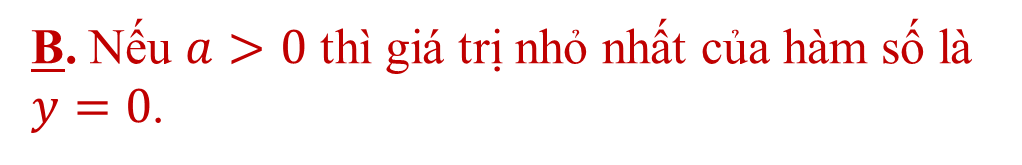 B. Nếu a > 0 thì giá trị nhỏ nhất của hàm số là
y = 0.